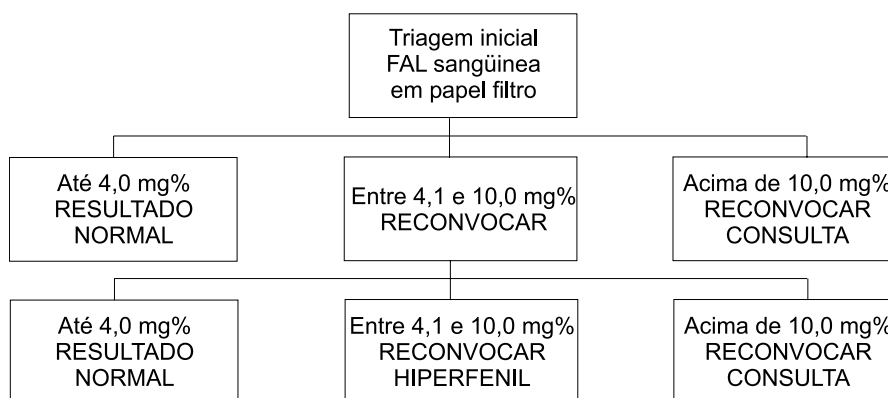 Triagem inicial
FAL sangüinea
em papel filtro
Até 4,0 mg%
RESULTADO
NORMAL
Entre 4,1 e 10,0 mg%
RECONVOCAR
Acima de 10,0 mg%
RECONVOCAR
CONSULTA
Até 4,0 mg%
RESULTADO
NORMAL
Entre 4,1 e 10,0 mg%
RECONVOCAR
HIPERFENIL
Acima de 10,0 mg%
RECONVOCAR
CONSULTA